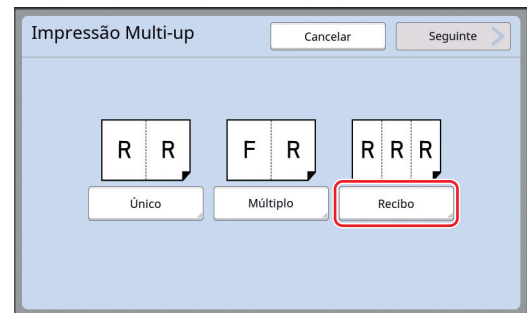 Impressão Multi-up
Cancelar
Seguinte
R R
F R
R R R
Único
Múltiplo
Recibo